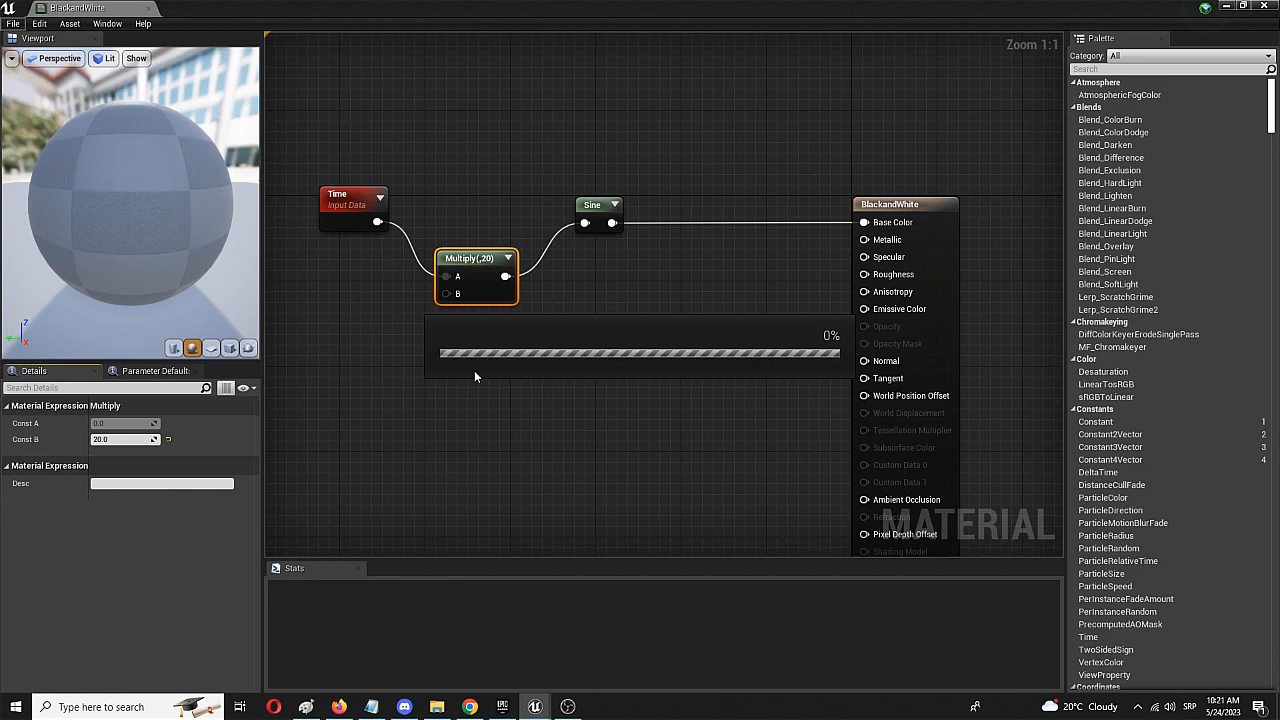 BlackandWhite
File Edit Asset Window Help
Viewport
Perspective Lit Show
Details Parameter Default
Search Details
Material Expression Multiply
Const A 0.0
Const B 20.0
Material Expression
Desc
Zoom 1:1
Time
Input Data
Multiply(,20)
A
B
Sine
0%
BlackandWhite
Base Color
Metallic
Specular
Roughness
Anisotropy
Emissive Color
Opacity
Opacity Mask
Normal
Tangent
World Position Offset
World Displacement
Tessellation Multiplier
Subsurface Color
Custom Data 0
Custom Data 1
Ambient Occlusion
Refraction
Pixel Depth Offset
Shading Model
MATERIAL
Stats
Palette
Category: All
Search
Atmosphere
AtmosphericFogColor
Blends
Blend_ColorBurn
Blend_ColorDodge
Blend_Darken
Blend_Difference
Blend_Exclusion
Blend_HardLight
Blend_Lighten
Blend_LinearBurn
Blend_LinearDodge
Blend_LinearLight
Blend_Overlay
Blend_PinLight
Blend_Screen
Blend_SoftLight
Lerp_ScratchGrime
Lerp_ScratchGrime2
Chromakeying
DiffColorKeyerErodeSinglePass
MF_Chromakeyer
Color
Desaturation
LinearTosRGB
sRGBToLinear
Constants
Constant 1
Constant2Vector 2
Constant3Vector 3
Constant4Vector 4
DeltaTime
DistanceCullFade
ParticleColor
ParticleDirection
ParticleMotionBlurFade
ParticleRadius
ParticleRandom
ParticleRelativeTime
ParticleSize
ParticleSpeed
PerInstanceFadeAmount
PerInstanceRandom
PrecomputedAOMask
Time
TwoSidedSign
VertexColor
ViewProperty
Coordinates
Type here to search
20°C Cloudy
SR
10:21 AM
5/24/2023